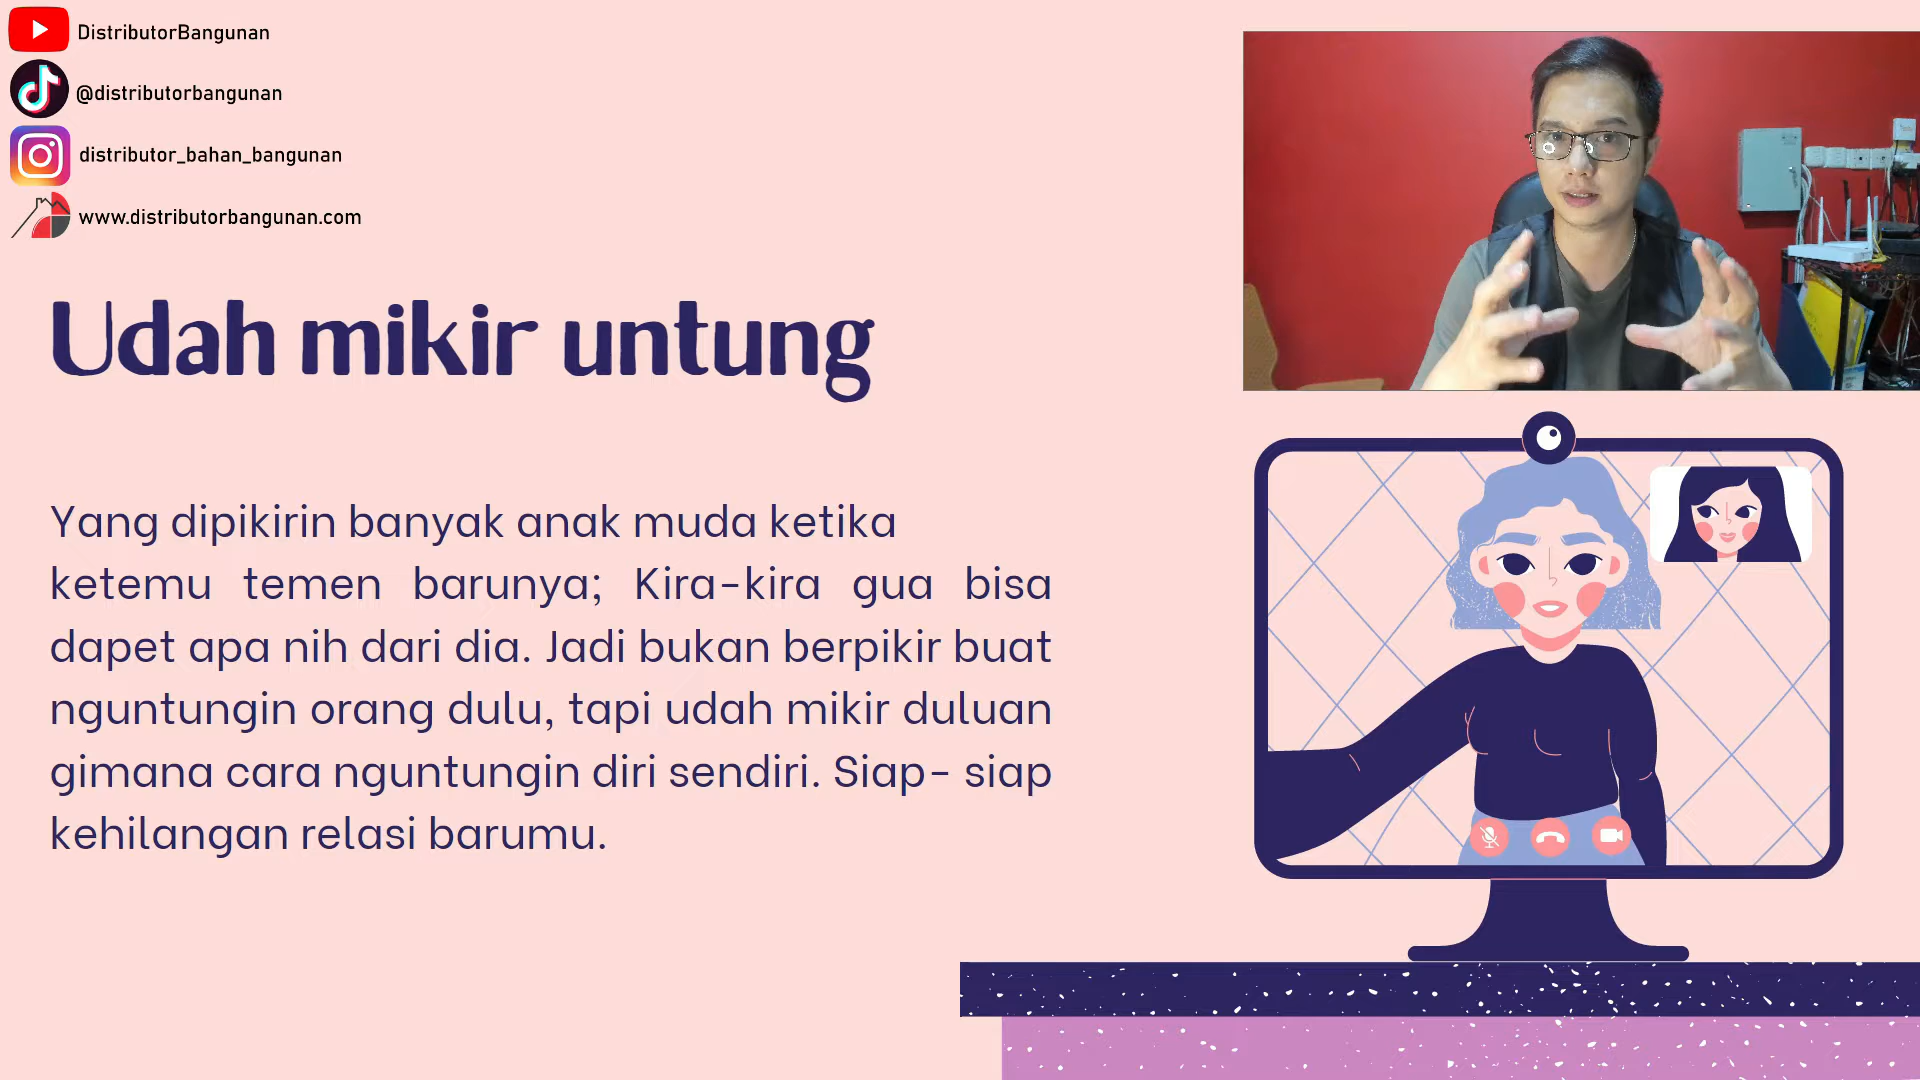 DistributorBangunan
@distributorbangunan
distributor_bahan_bangunan
www.distributorbangunan.com
Udah mikir untung
Yang dipikirin banyak anak muda ketika
ketemu temen barunya; Kira-kira gua bisa
dapet apa nih dari dia. Jadi bukan berpikir buat
nguntungin orang dulu, tapi udah mikir duluan
gimana cara nguntungin diri sendiri. Siap- siap
kehilangan relasi barumu.